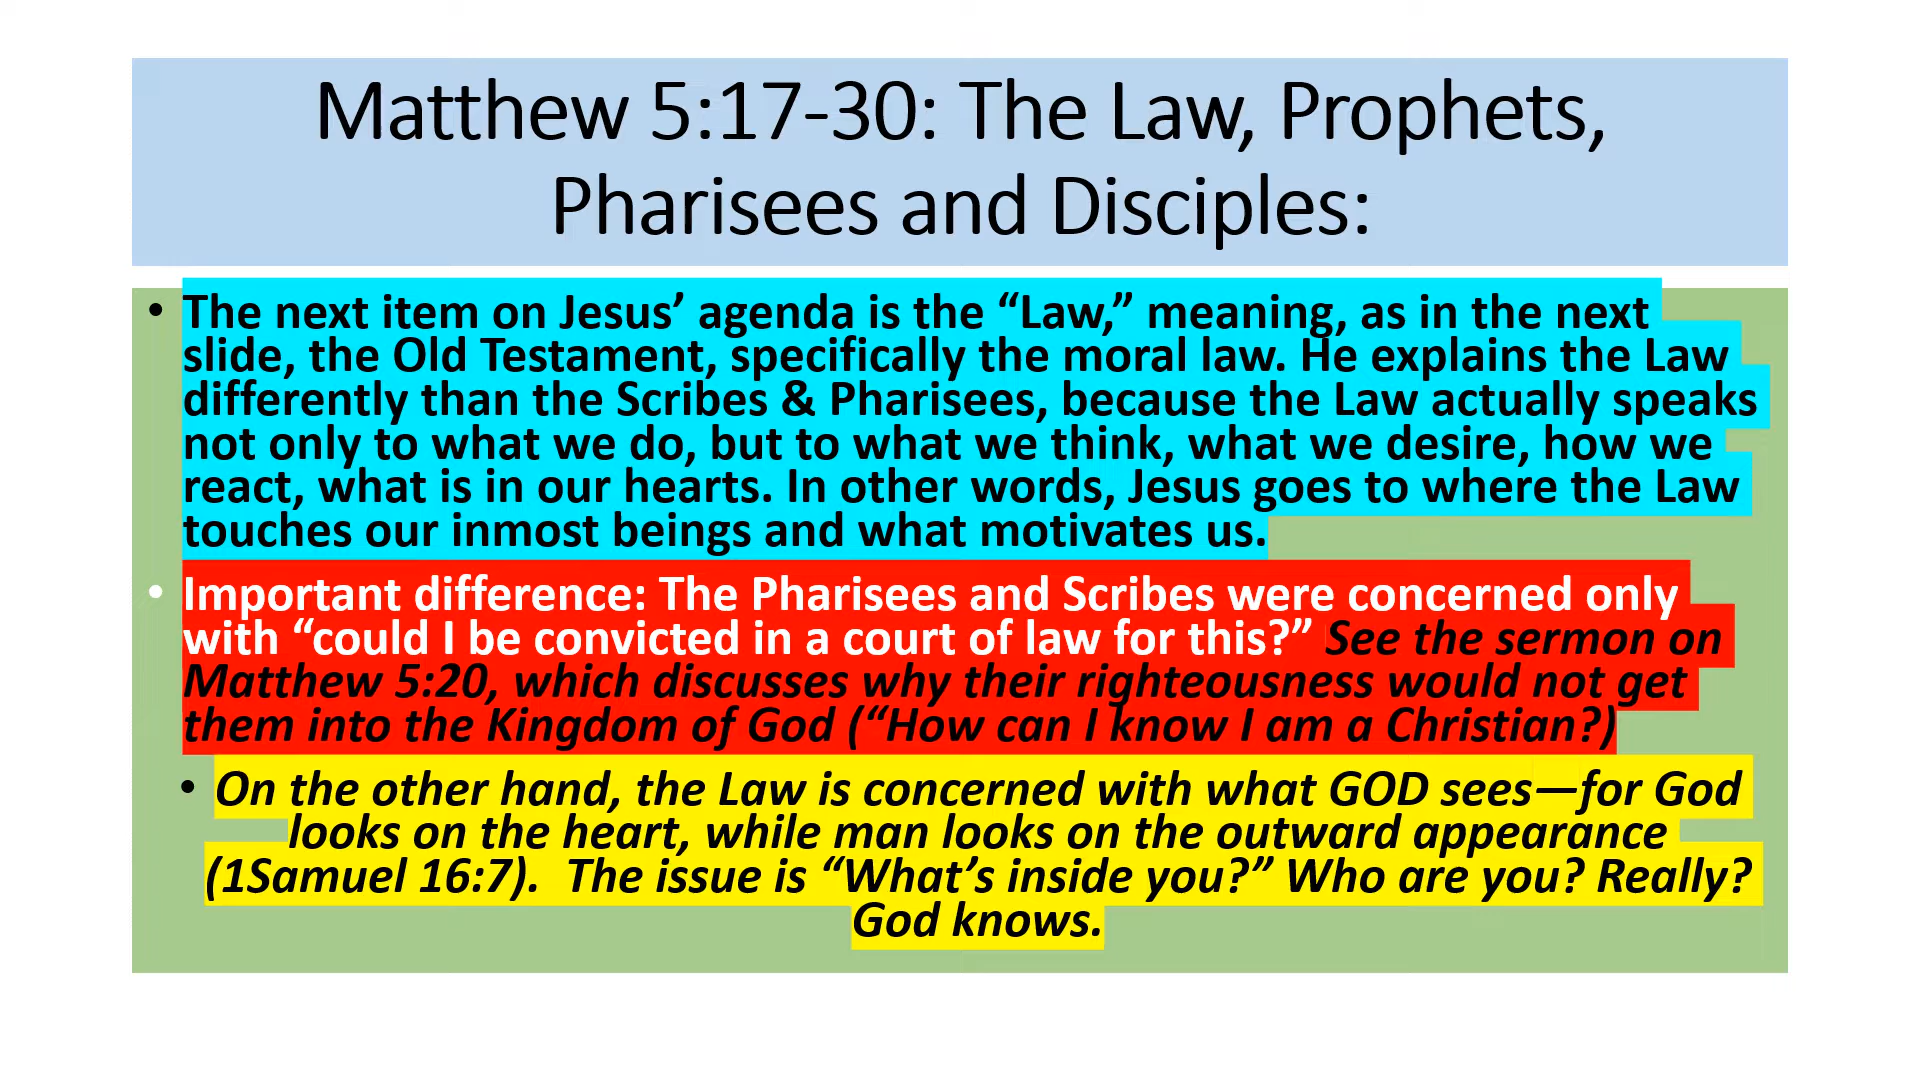 Matthew 5:17-30: The Law, Prophets,
Pharisees and Disciples:
• The next item on Jesus’ agenda is the “Law,” meaning, as in the next
slide, the Old Testament, specifically the moral law. He explains the Law
differently than the Scribes & Pharisees, because the Law actually speaks
not only to what we do, but to what we think, what we desire, how we
react, what is in our hearts. In other words, Jesus goes to where the Law
touches our inmost beings and what motivates us.
• Important difference: The Pharisees and Scribes were concerned only
with “could I be convicted in a court of law for this?” See the sermon on
Matthew 5:20, which discusses why their righteousness would not get
them into the Kingdom of God (“How can I know I am a Christian?)
• On the other hand, the Law is concerned with what GOD sees—for God
looks on the heart, while man looks on the outward appearance
(1Samuel 16:7).  The issue is “What’s inside you?” Who are you? Really?
God knows.